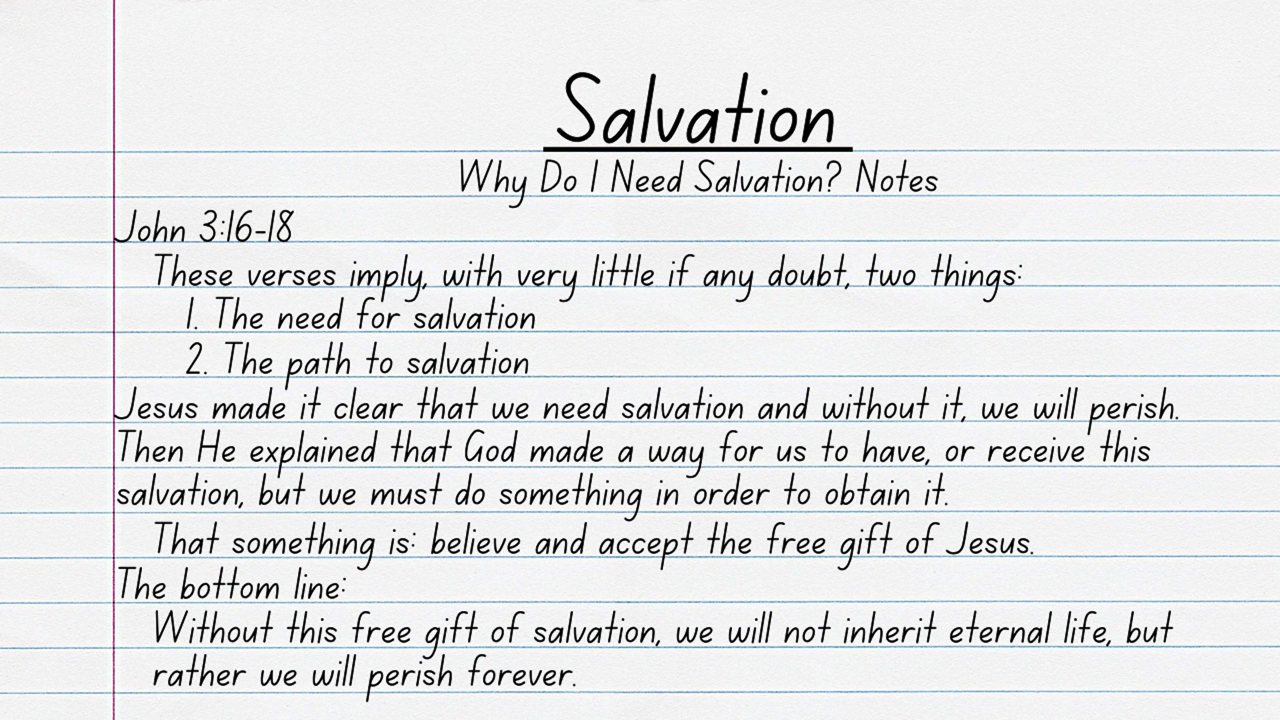 Salvation
Why Do I Need Salvation? Notes
John 3:16-18
These verses imply, with very little if any doubt, two things:
1. The need for salvation
2. The path to salvation
Jesus made it clear that we need salvation and without it, we will perish.
Then He explained that God made a way for us to have, or receive this
salvation, but we must do something in order to obtain it.
That something is: believe and accept the free gift of Jesus.
The bottom line:
Without this free gift of salvation, we will not inherit eternal life, but
rather we will perish forever.